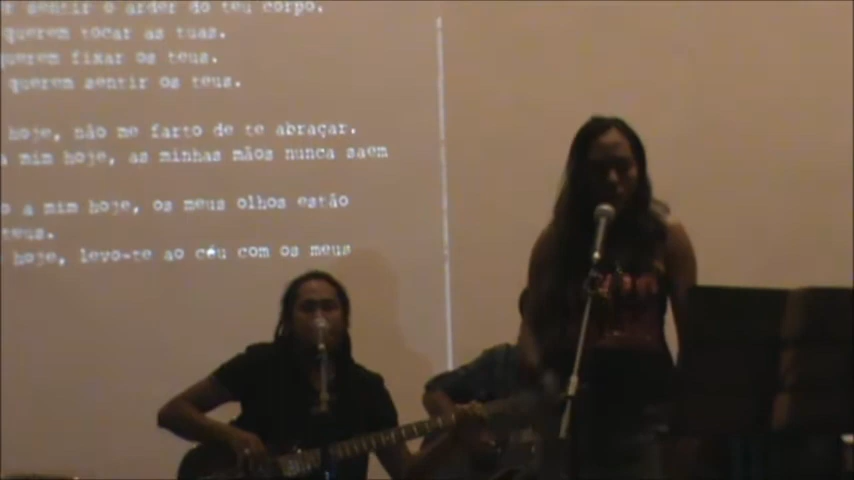 sentir o arder do teu corpo.
querem tocar as tuas.
querem fixar os teus.
querem sentir os teus.
hoje, não me farto de te abraçar.
a mim hoje, as minhas mãos nunca saem
o a mim hoje, os meus olhos estão
teus.
hoje, levo-te ao céu com os meus